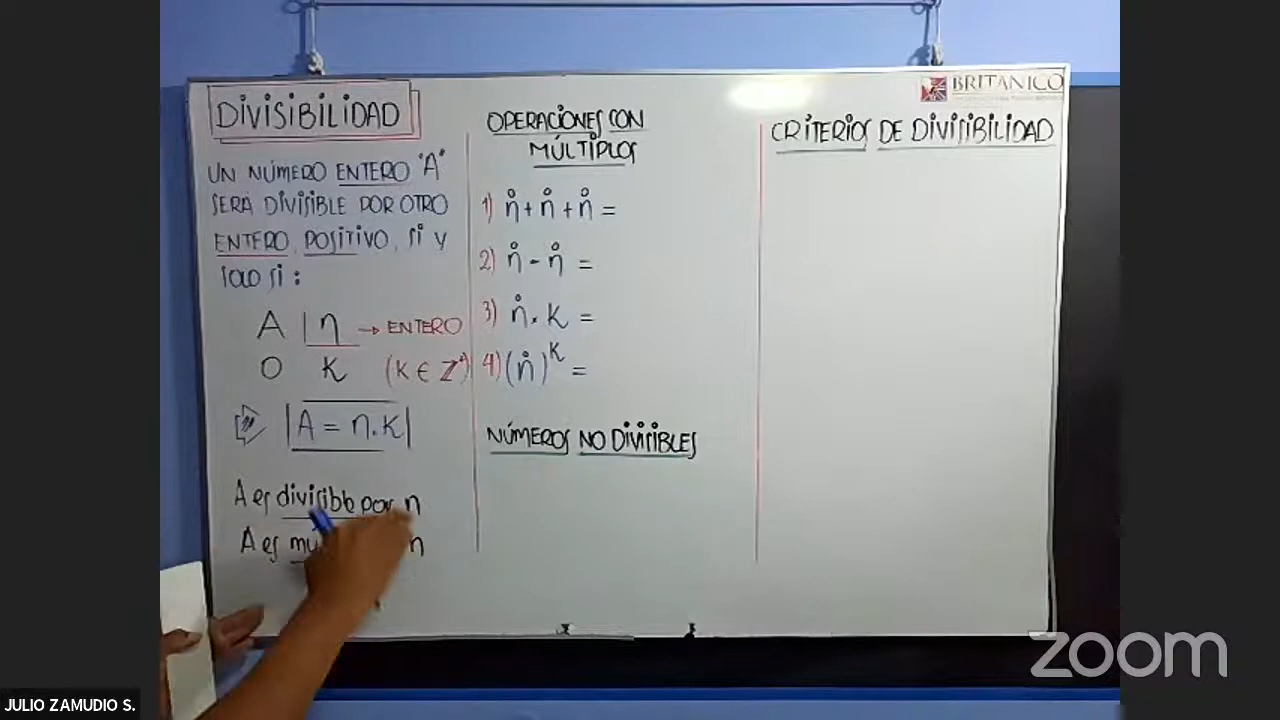 DIVISIBILIDAD
UN NÚMERO ENTERO "A"
SERÁ DIVISIBLE POR OTRO
ENTERO POSITIVO, SI Y
SOLO SI :
A | n → ENTERO
O K (K ∈ Z⁺)
⇒ |A = n.K|
A es divisible por n
A es n
OPERACIONES CON
MÚLTIPLOS
1) n̊ + n̊ + n̊ =
2) n̊ - n̊ =
3) n̊ . K =
4) (n̊)ᴷ =
NÚMEROS NO DIVISIBLES
BRITANICO
CRITERIOS DE DIVISIBILIDAD
zoom
JULIO ZAMUDIO S.